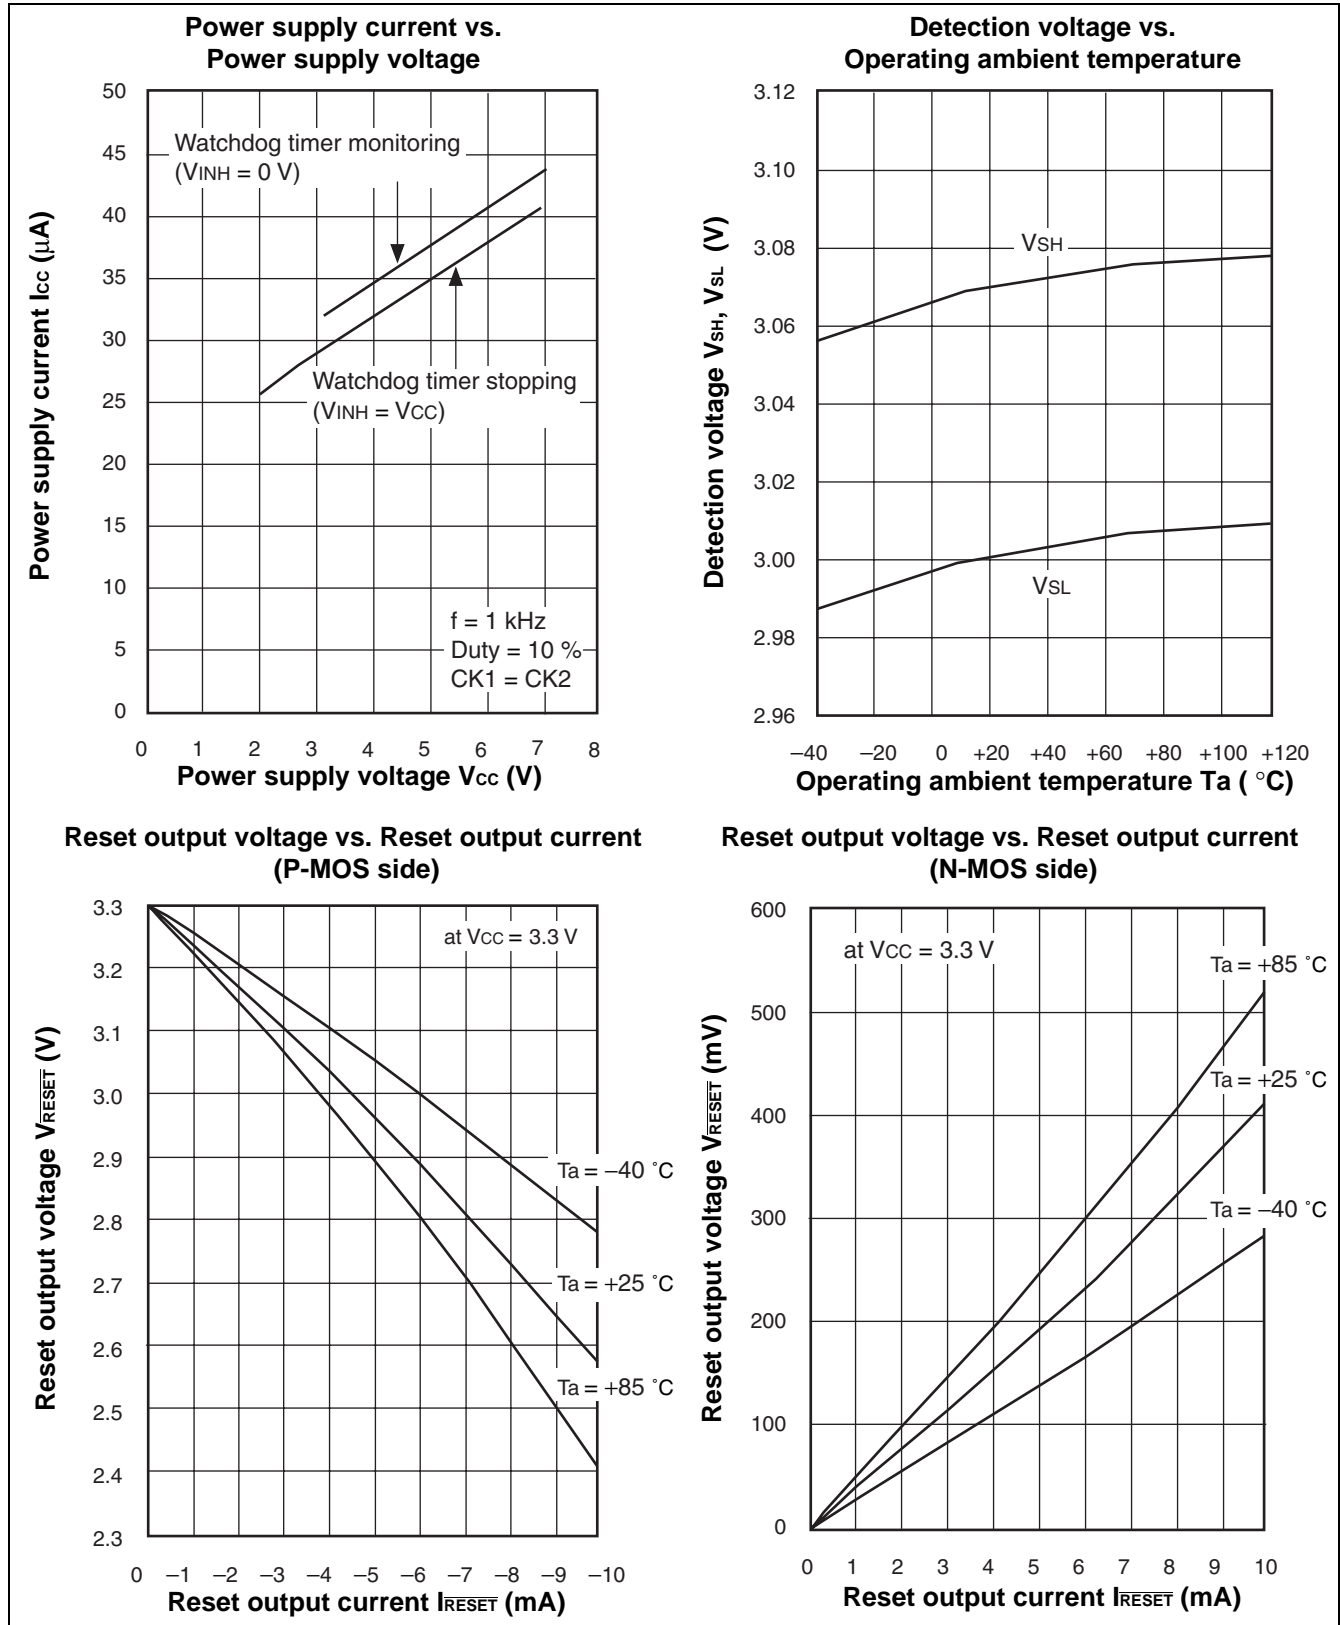 Power supply current vs.
Power supply voltage
50
45
40
35
30
25
20
15
10
5
0
Power supply current ICC (μA)
Watchdog timer monitoring
(VINH = 0 V)
Watchdog timer stopping
(VINH = VCC)
f = 1 kHz
Duty = 10 %
CK1 = CK2
0 1 2 3 4 5 6 7 8
Power supply voltage VCC (V)
Detection voltage vs.
Operating ambient temperature
3.12
3.10
3.08
3.06
3.04
3.02
3.00
2.98
2.96
Detection voltage VSH, VSL (V)
VSH
VSL
–40 –20 0 +20 +40 +60 +80 +100 +120
Operating ambient temperature Ta ( °C)
Reset output voltage vs. Reset output current
(P-MOS side)
3.3
3.2
3.1
3.0
2.9
2.8
2.7
2.6
2.5
2.4
2.3
Reset output voltage VRESET (V)
at VCC = 3.3 V
Ta = –40 ˚C
Ta = +25 ˚C
Ta = +85 ˚C
0 –1 –2 –3 –4 –5 –6 –7 –8 –9 –10
Reset output current IRESET (mA)
Reset output voltage vs. Reset output current
(N-MOS side)
600
500
400
300
200
100
0
Reset output voltage VRESET (mV)
at VCC = 3.3 V
Ta = +85 ˚C
Ta = +25 ˚C
Ta = –40 ˚C
0 1 2 3 4 5 6 7 8 9 10
Reset output current IRESET (mA)